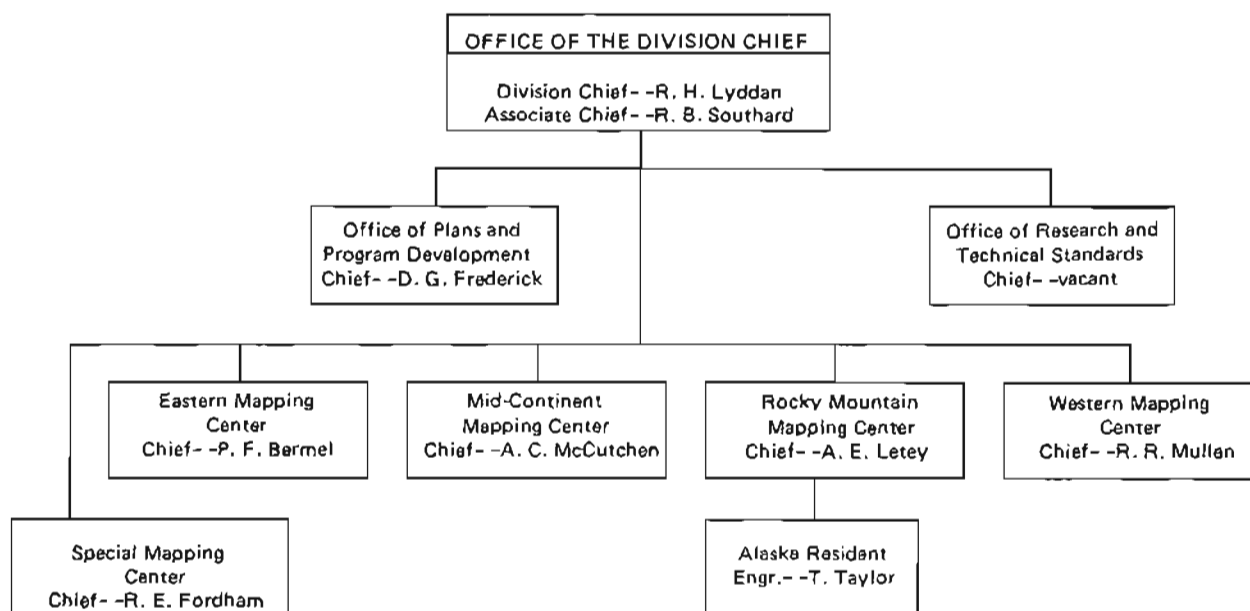 OFFICE OF THE DIVISION CHIEF
Division Chief- -R. H. Lyddan
Associate Chief- -R. B. Southard
Office of Plans and
Program Development
Chief- -D. G. Frederick
Office of Research and
Technical Standards
Chief- -vacant
Eastern Mapping
Center
Chief- -P. F. Bermel
Mid-Continent
Mapping Center
Chief- -A. C. McCutchen
Rocky Mountain
Mapping Center
Chief- -A. E. Letey
Western Mapping
Center
Chief- -R. R. Mullen
Special Mapping
Center
Chief- -R. E. Fordham
Alaska Resident
Engr.- -T. Taylor